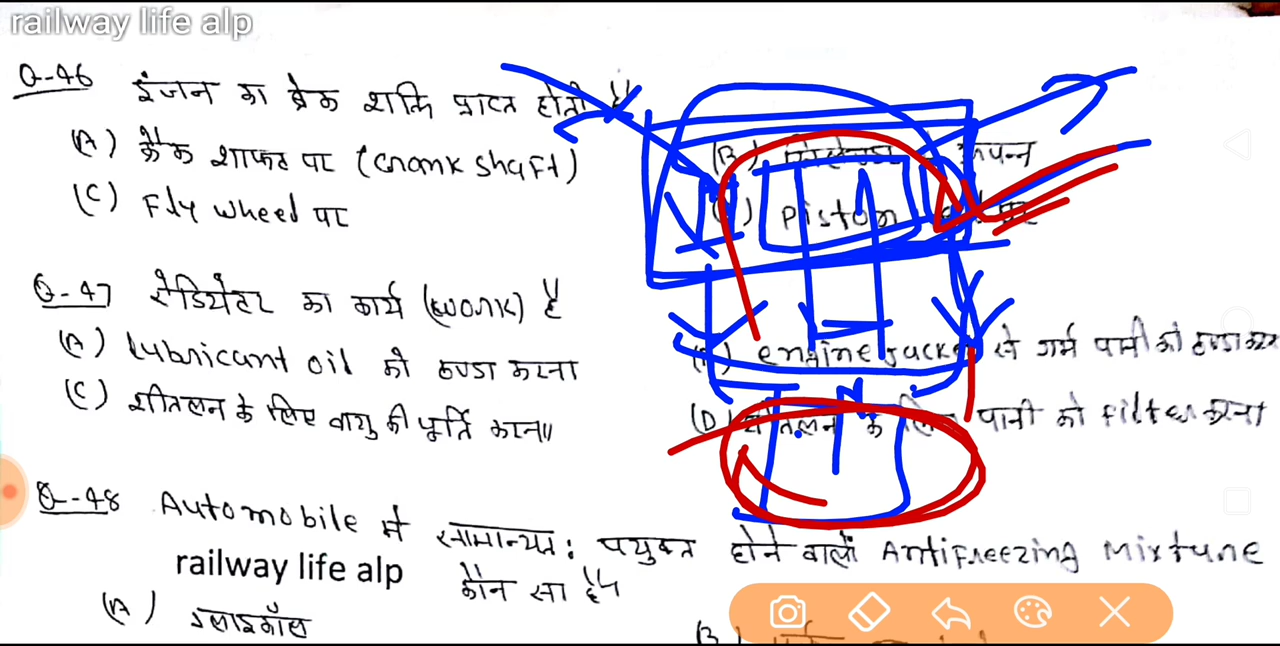 railway life alp
Q-46 इंजन का ब्रेक शक्ति प्राप्त होती है
(A) क्रैंक शाफ्ट पर (Crank shaft)
(B)
(C) Fly wheel पर
) Piston पर
Q-47 रेडियेटर का कार्य (work) है
(A) lubricant oil को ठण्डा करना
(B) engine jacket से गर्म पानी को ठण्डा करना
(C) शीतलन के लिए वायु की पूर्ति करना॥
(D) शीतलन के लिए पानी को filter करना
Q-48 Automobile में सामान्यत: प्रयुक्त होने वाली Antifreezing Mixture
railway life alp कौन सा है
(A) ग्लाइकॉल
(B)